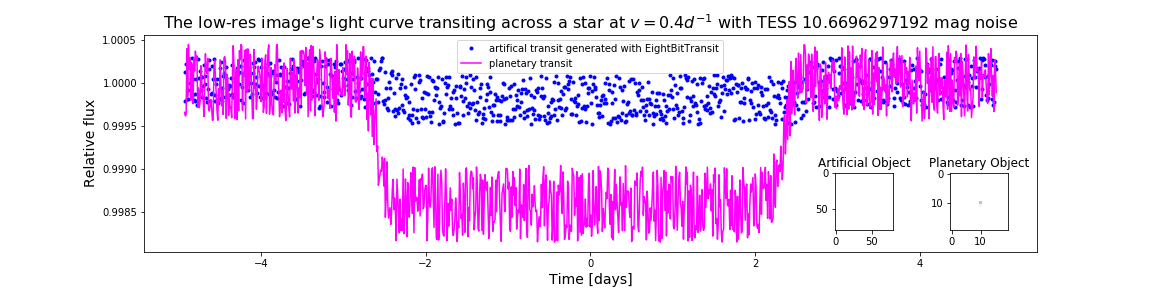 The low-res image's light curve transiting across a star at v = 0.4d⁻¹ with TESS 10.6696297192 mag noise
artifical transit generated with EightBitTransit
planetary transit
Relative flux
1.0005
1.0000
0.9995
0.9990
0.9985
Artificial Object
Planetary Object
0
50
0 50
0
10
0 10
−4 −2 0 2 4
Time [days]